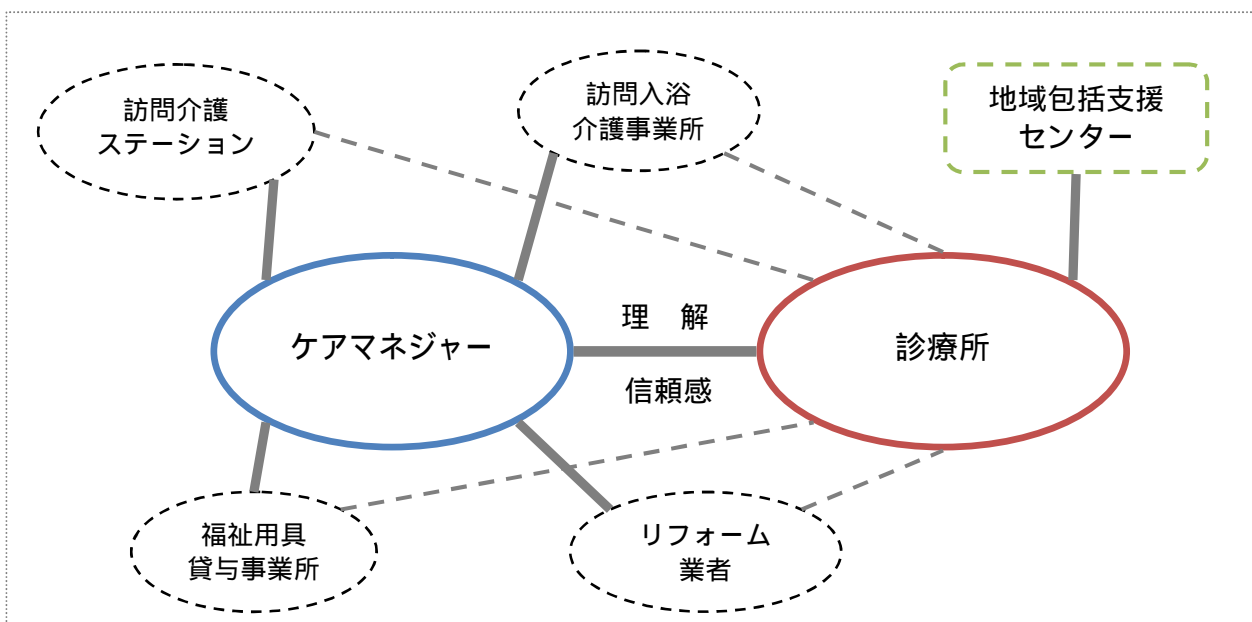 訪問介護
ステーション
訪問入浴
介護事業所
地域包括支援
センター
ケアマネジャー
理　解
信頼感
診療所
福祉用具
貸与事業所
リフォーム
業者